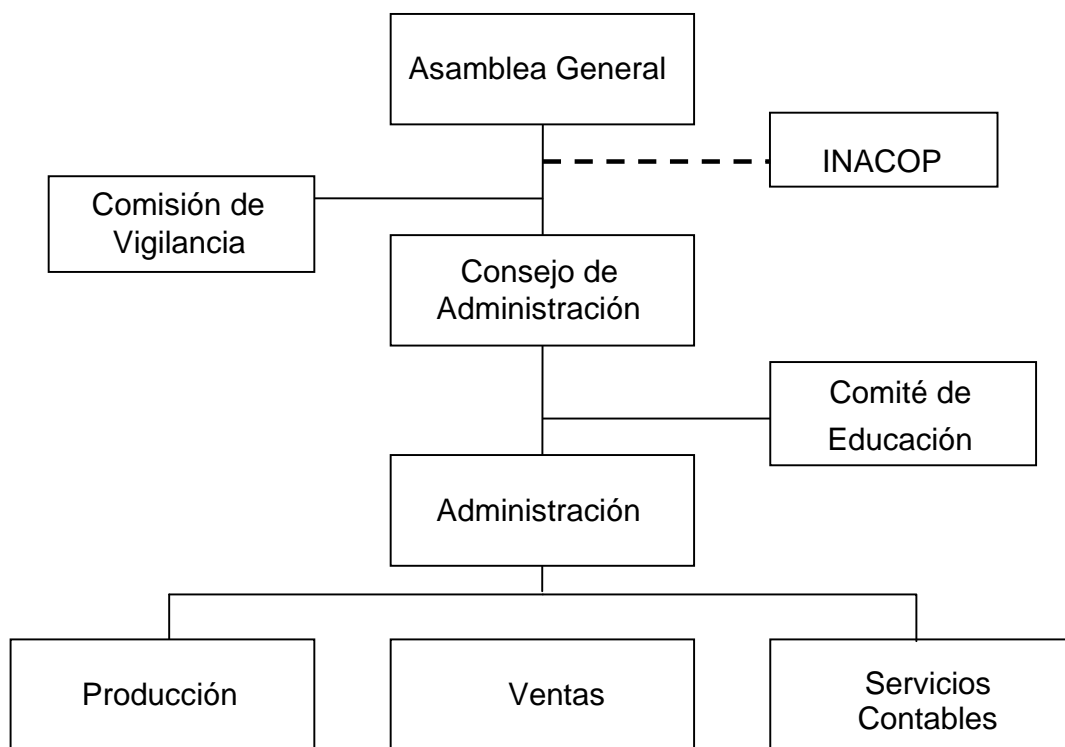 Asamblea General
INACOP
Comisión de
Vigilancia
Consejo de
Administración
Comité de
Educación
Administración
Producción
Ventas
Servicios
Contables